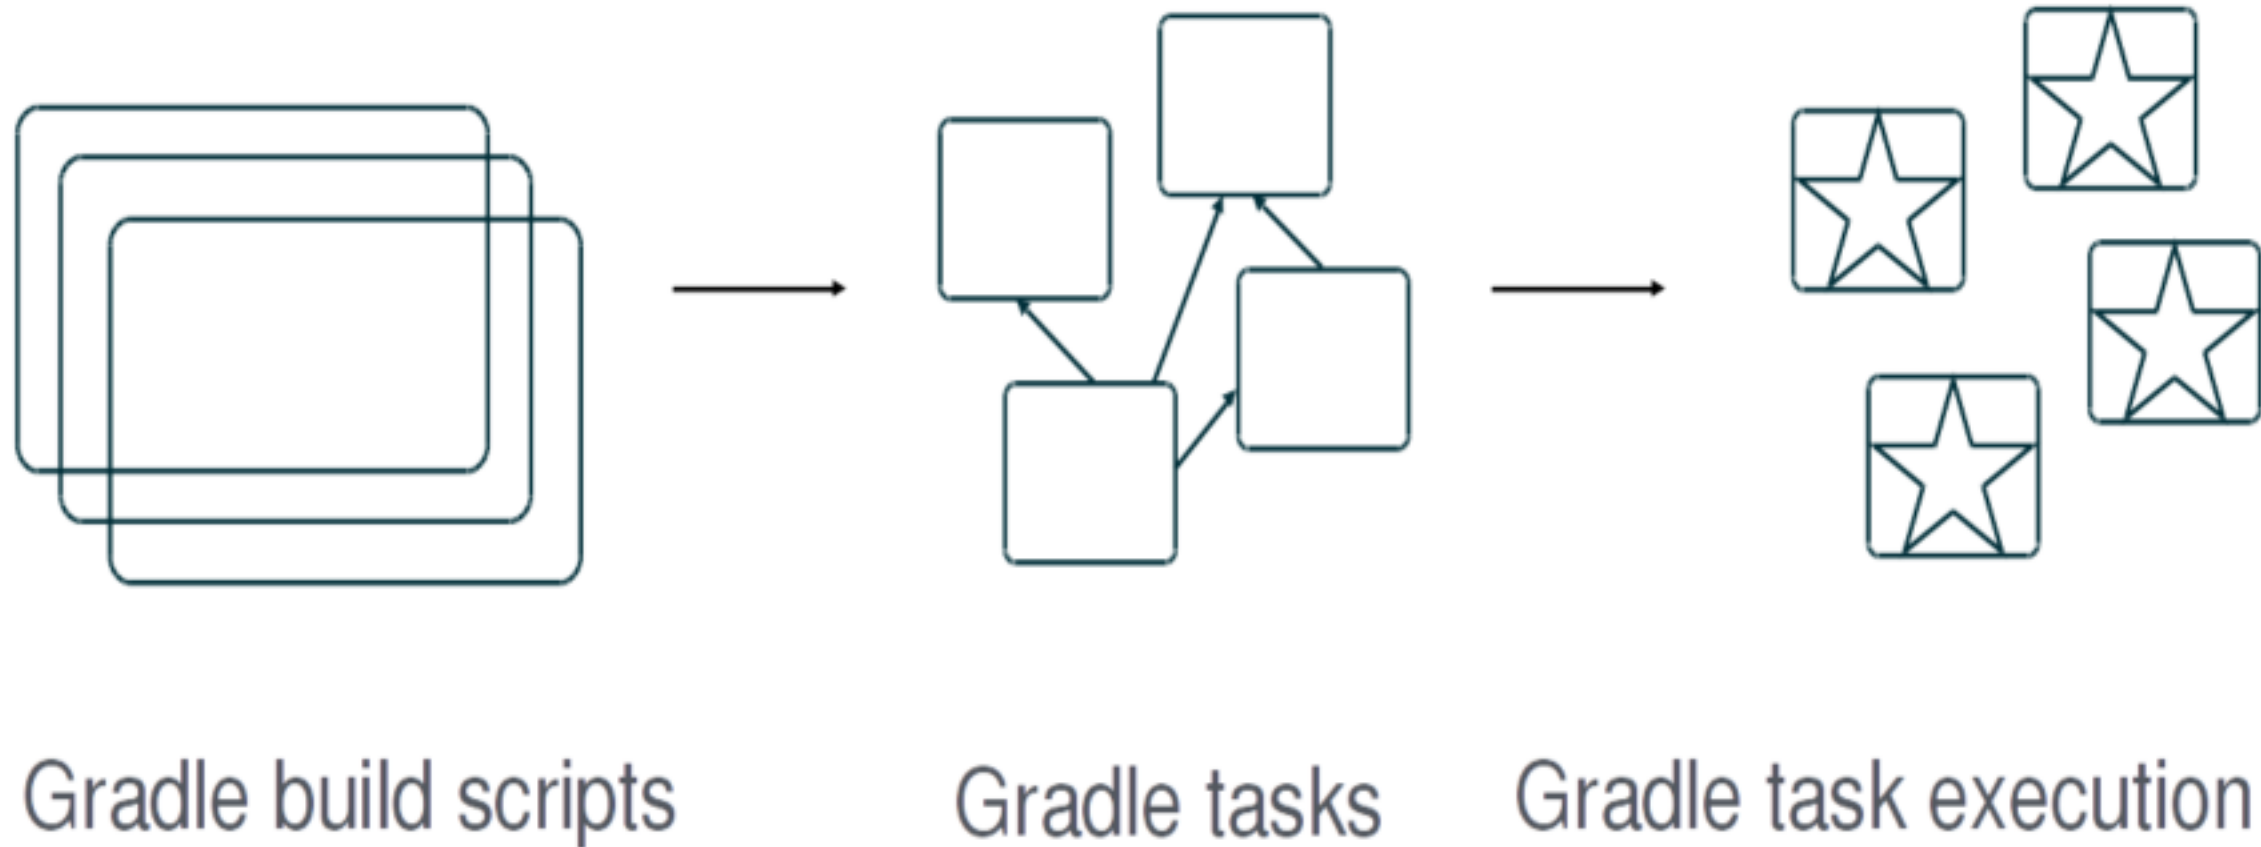 Gradle build scripts
Gradle tasks
Gradle task execution